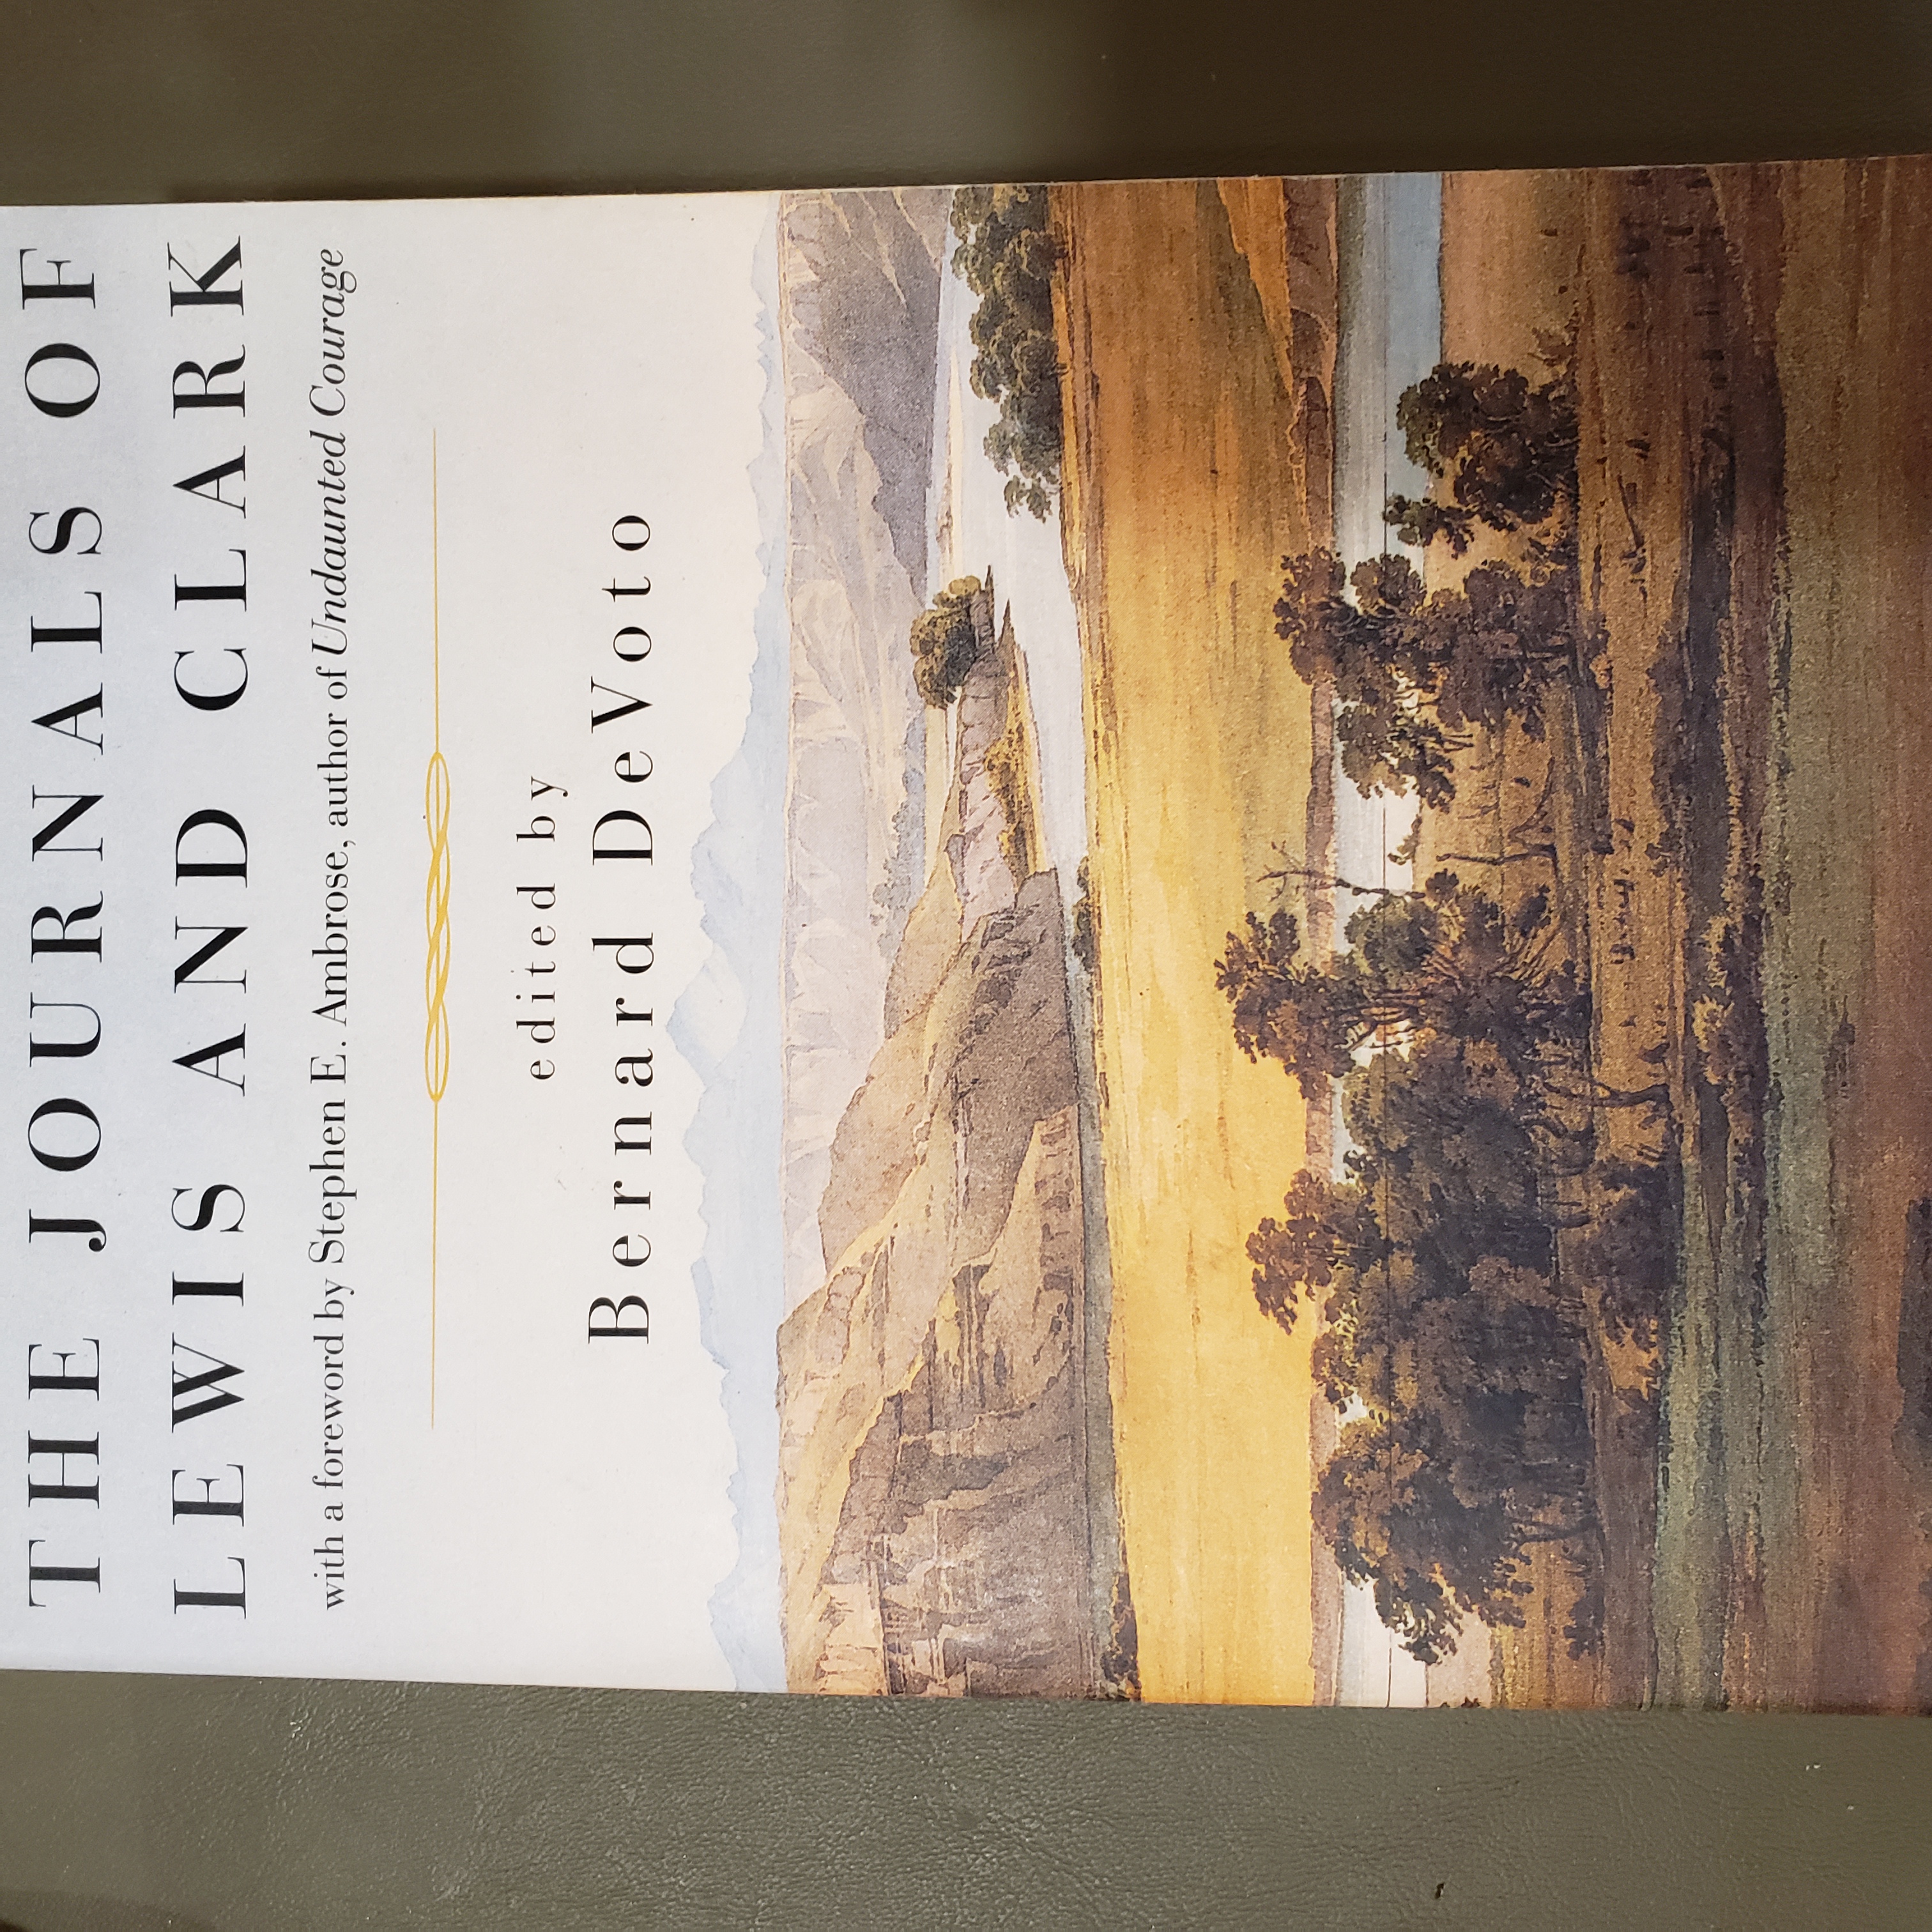 THE JOURNALS OF
LEWIS AND CLARK
with a foreword by Stephen E. Ambrose, author of Undaunted Courage
edited by
Bernard DeVoto